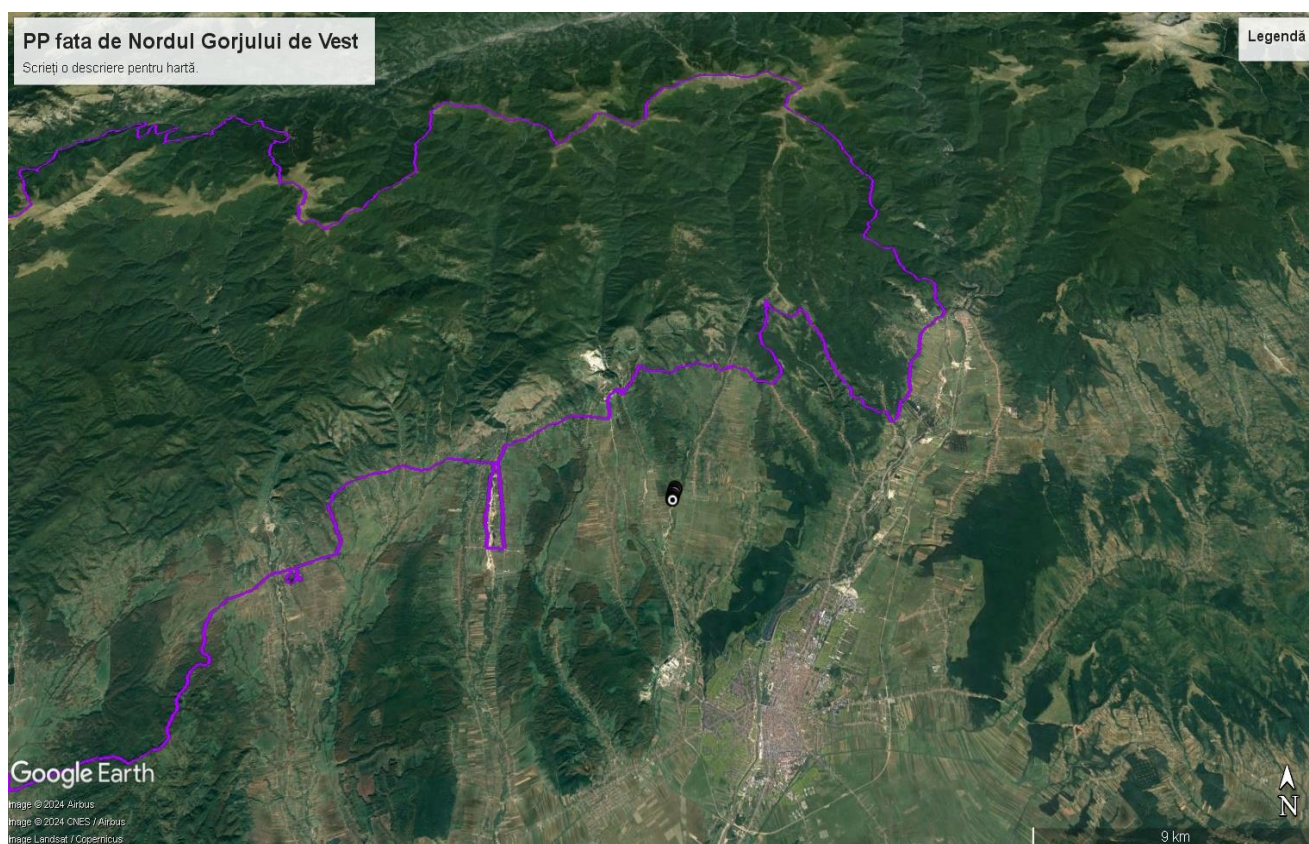 PP fata de Nordul Gorjului de Vest
Scrieți o descriere pentru hartă.
Legendă
Google Earth
Image © 2024 Airbus
Image © 2024 CNES / Airbus
Image Landsat / Copernicus
N
9 km